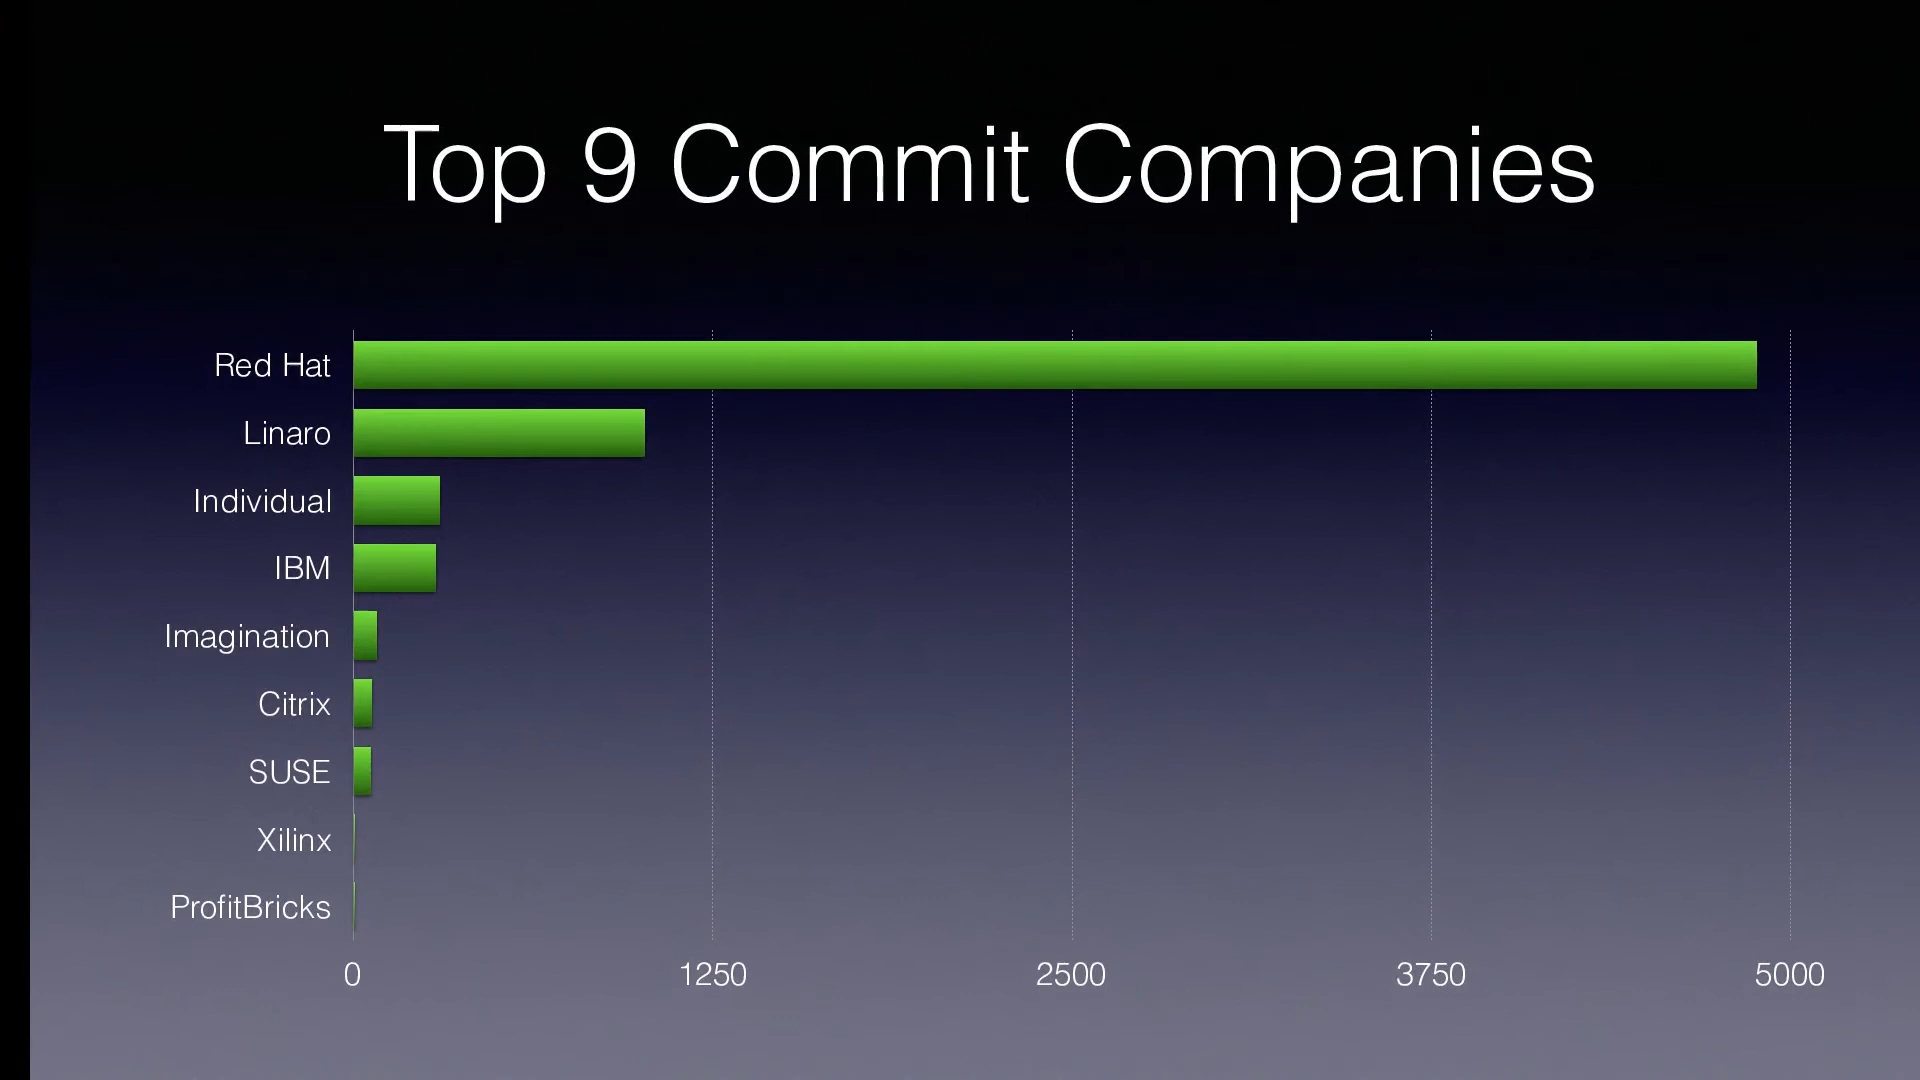 Top 9 Commit Companies
Red Hat
Linaro
Individual
IBM
Imagination
Citrix
SUSE
Xilinx
ProfitBricks
0 1250 2500 3750 5000